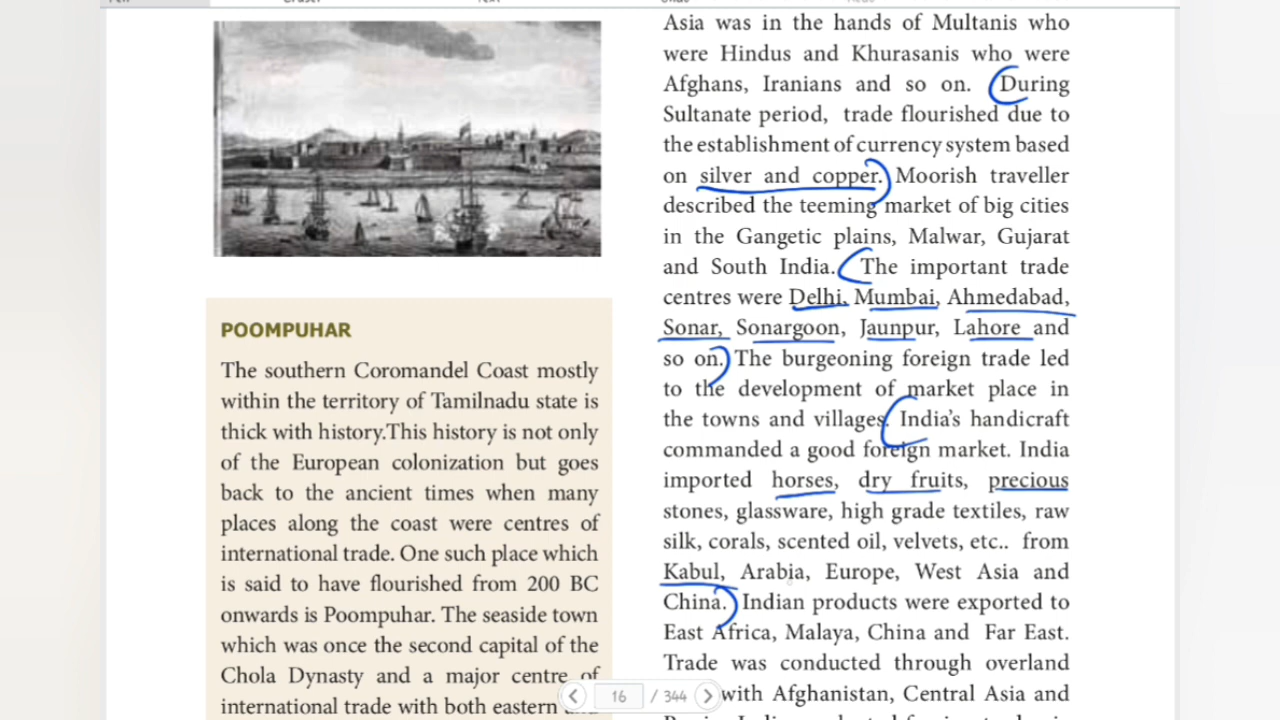 POOMPUHAR
The southern Coromandel Coast mostly
within the territory of Tamilnadu state is
thick with history.This history is not only
of the European colonization but goes
back to the ancient times when many
places along the coast were centres of
international trade. One such place which
is said to have flourished from 200 BC
onwards is Poompuhar. The seaside town
which was once the second capital of the
Chola Dynasty and a major centre of
international trade with both eastern
Asia was in the hands of Multanis who
were Hindus and Khurasanis who were
Afghans, Iranians and so on. During
Sultanate period, trade flourished due to
the establishment of currency system based
on silver and copper. Moorish traveller
described the teeming market of big cities
in the Gangetic plains, Malwar, Gujarat
and South India. The important trade
centres were Delhi, Mumbai, Ahmedabad,
Sonar, Sonargoon, Jaunpur, Lahore and
so on. The burgeoning foreign trade led
to the development of market place in
the towns and villages. India's handicraft
commanded a good foreign market. India
imported horses, dry fruits, precious
stones, glassware, high grade textiles, raw
silk, corals, scented oil, velvets, etc.. from
Kabul, Arabia, Europe, West Asia and
China. Indian products were exported to
East Africa, Malaya, China and Far East.
Trade was conducted through overland
with Afghanistan, Central Asia and
16 / 344